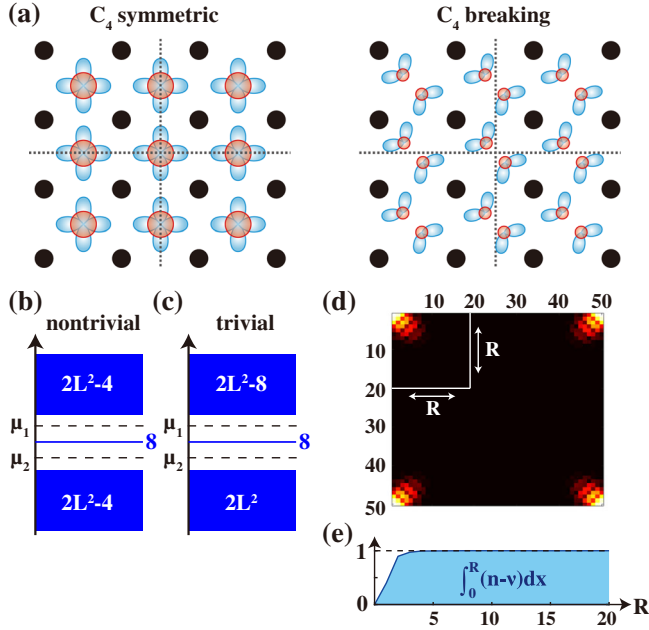 (a) C₄ symmetric C₄ breaking
(b) (c) (d)
nontrivial trivial
10 20 30 40 50
2L²-4 2L²-8
μ₁ μ₁
8 8
μ₂ μ₂
2L²-4 2L²
10
20
30
40
50
R
R
(e)
1
∫₀ᴿ(n-ν)dx
0
5 10 15 20
R